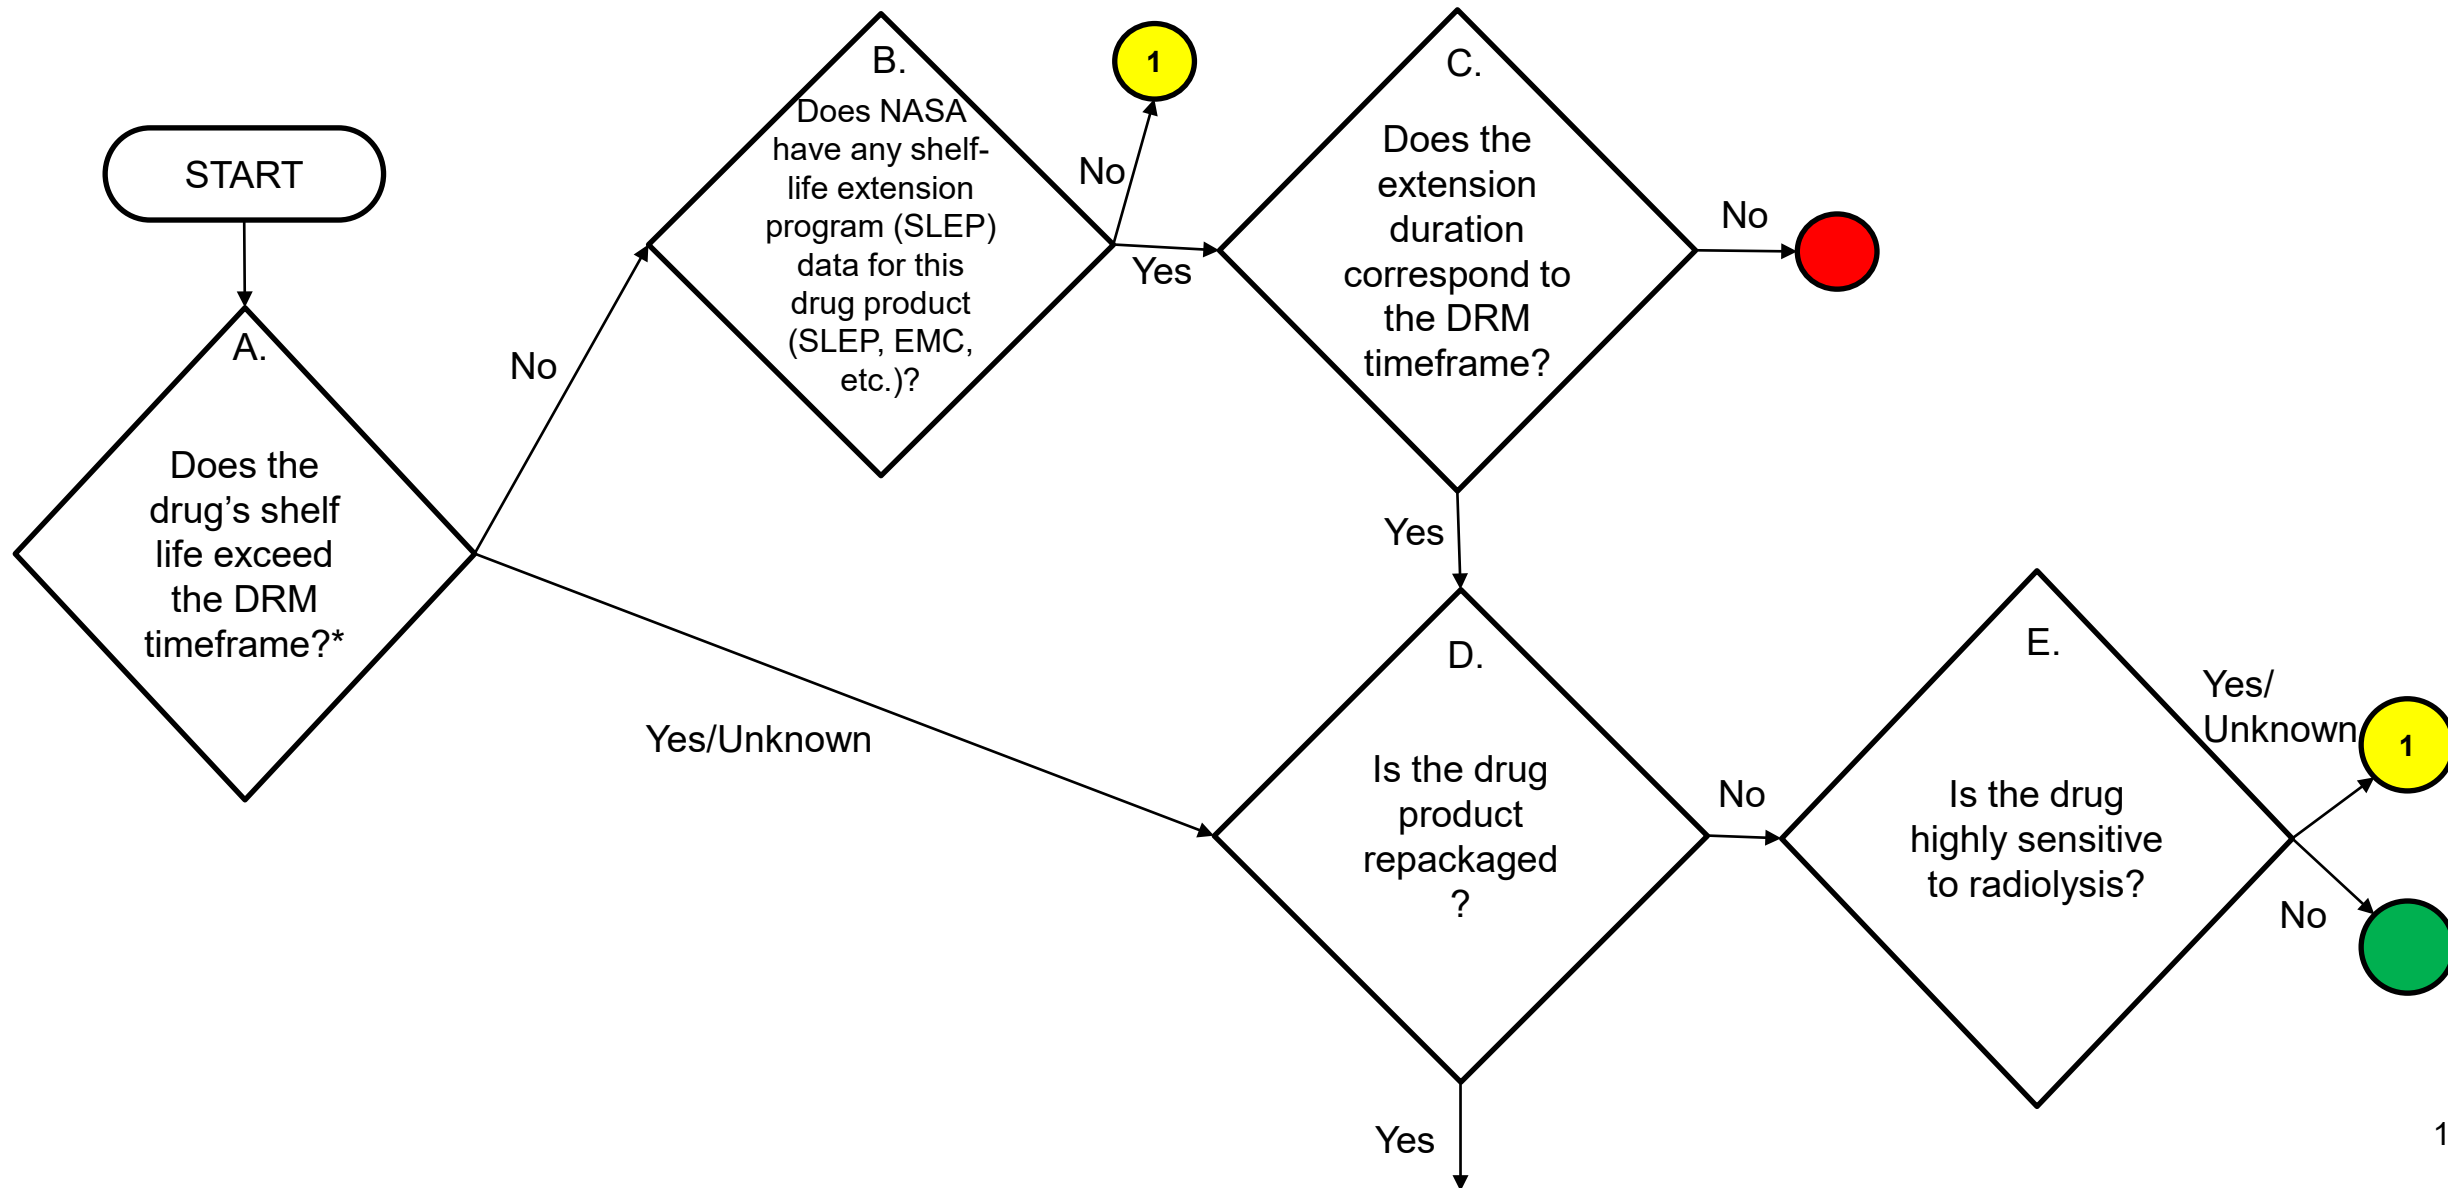 START
A.
Does the
drug’s shelf
life exceed
the DRM
timeframe?*
No
Yes/Unknown
B.
Does NASA
have any shelf-
life extension
program (SLEP)
data for this
drug product
(SLEP, EMC,
etc.)?
No
1
Yes
C.
Does the
extension
duration
correspond to
the DRM
timeframe?
No
Yes
D.
Is the drug
product
repackaged
?
No
Yes
E.
Is the drug
highly sensitive
to radiolysis?
Yes/
Unknown
1
No
1